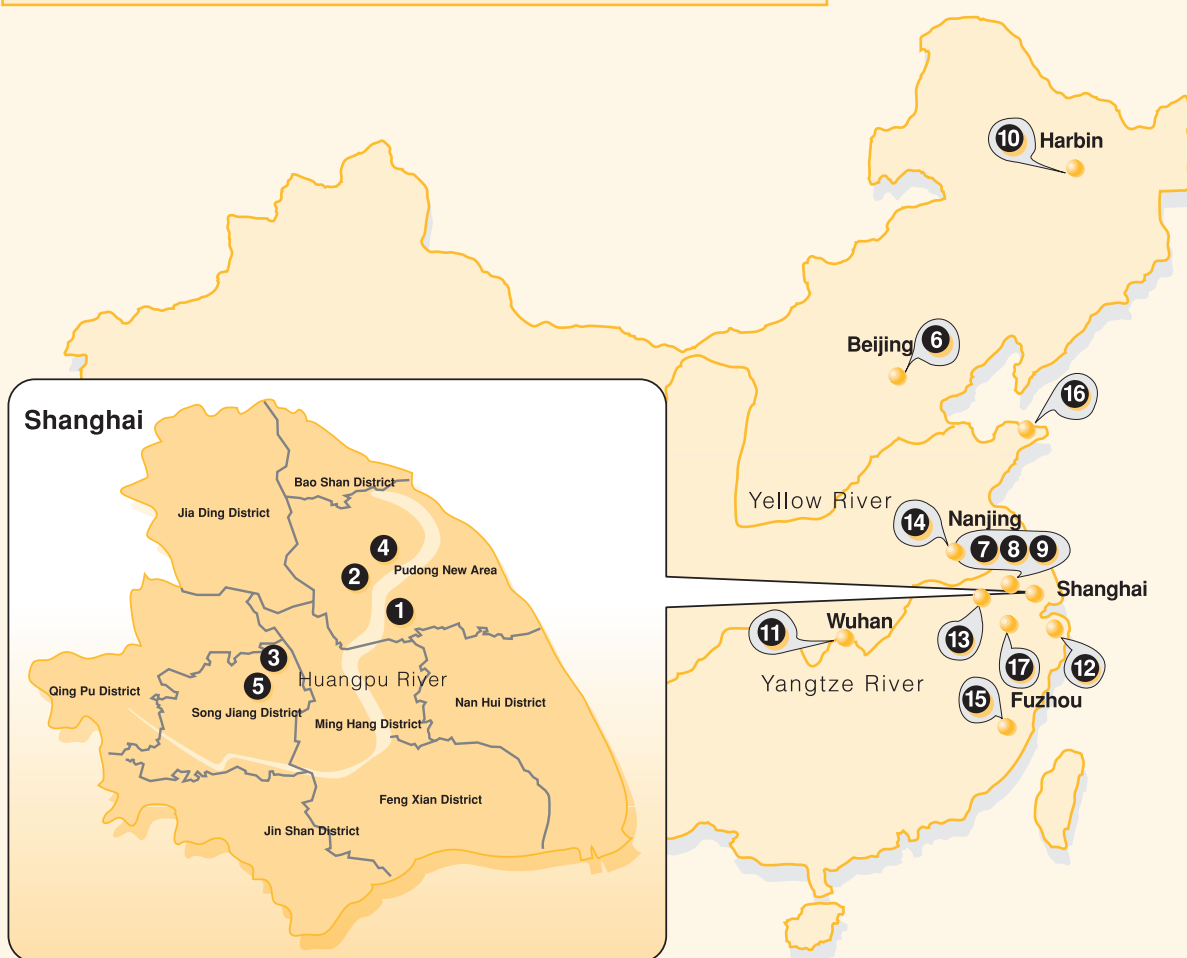 10 Harbin
Beijing 6
16
Shanghai
Bao Shan District
Jia Ding District
Yellow River
14 Nanjing
7 8 9
4
2 Pudong New Area
1
Shanghai
11 Wuhan
13
17
12
3
5
Huangpu River
Yangtze River
Qing Pu District
Song Jiang District
Nan Hui District
Ming Hang District
15 Fuzhou
Feng Xian District
Jin Shan District